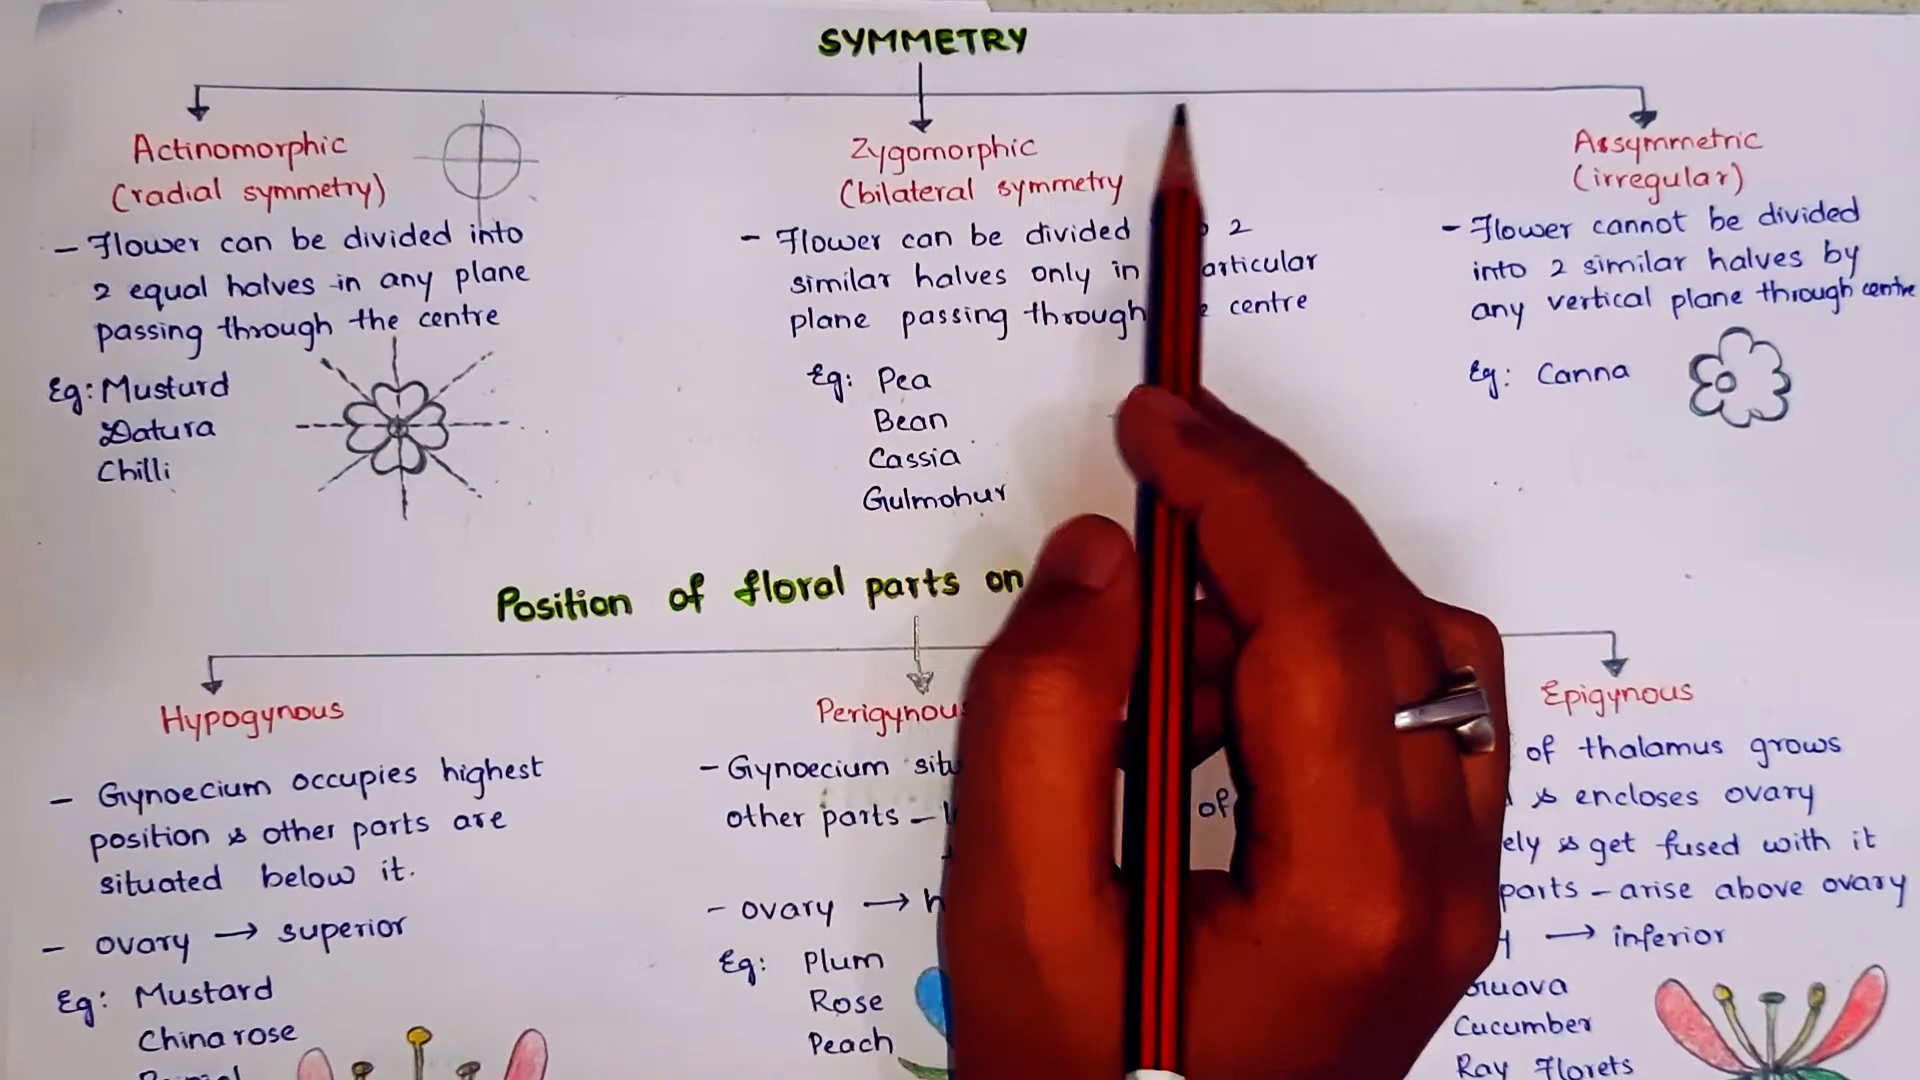 SYMMETRY
Actinomorphic
(radial symmetry)
- Flower can be divided into
2 equal halves in any plane
passing through the centre
Eg: Musturd
Datura
Chilli
Zygomorphic
(bilateral symmetry
- Flower can be divided 2
similar halves only in articular
plane passing through centre
Eg: Pea
Bean
Cassia
Gulmohur
Assymmetric
(irregular)
- Flower cannot be divided
into 2 similar halves by
any vertical plane through centre
Eg: Canna
Position of floral parts on
Hypogynous
- Gynoecium occupies highest
position & other parts are
situated below it.
- ovary → superior
Eg: Mustard
China rose
Perigynous
- Gynoecium
other parts - of
- ovary →
Eg: Plum
Rose
Peach
Epigynous
of thalamus grows
& encloses ovary
& get fused with it
parts - arise above ovary
→ inferior
Cucumber
Ray Florets